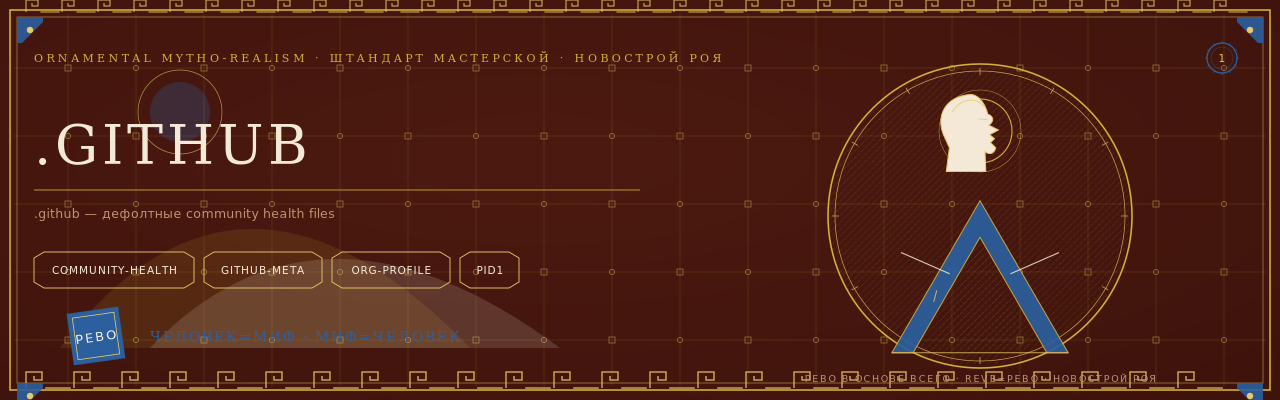 ORNAMENTAL MYTHO-REALISM · ШТАНДАРТ МАСТЕРСКОЙ · НОВОСТРОЙ РОЯ
1
.GITHUB
.github — дефолтные community health files
COMMUNITY-HEALTH GITHUB-META ORG-PROFILE PID1
РЕВО
ЧЕЛОВЕК=МИФ · МИФ=ЧЕЛОВЕК
РЕВО В ОСНОВЕ ВСЕГО · REVE=РЕВО · НОВОСТРОЙ РОЯ